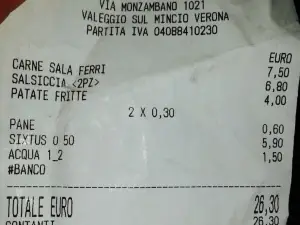 VIA MONZAMBANO 1021
VALEGGIO SUL MINCIO VERONA
PARTITA IVA 04088410230
EURO
CARNE SALA FERRI 7,50
SALSICCIA <2PZ> 6,80
PATATE FRITTE 4,00
2 X 0,30
PANE 0,60
SIXTUS 0 50 5,90
ACQUA 1_2 1,50
#BANCO
TOTALE EURO 26,30
CONTANTI 26,30